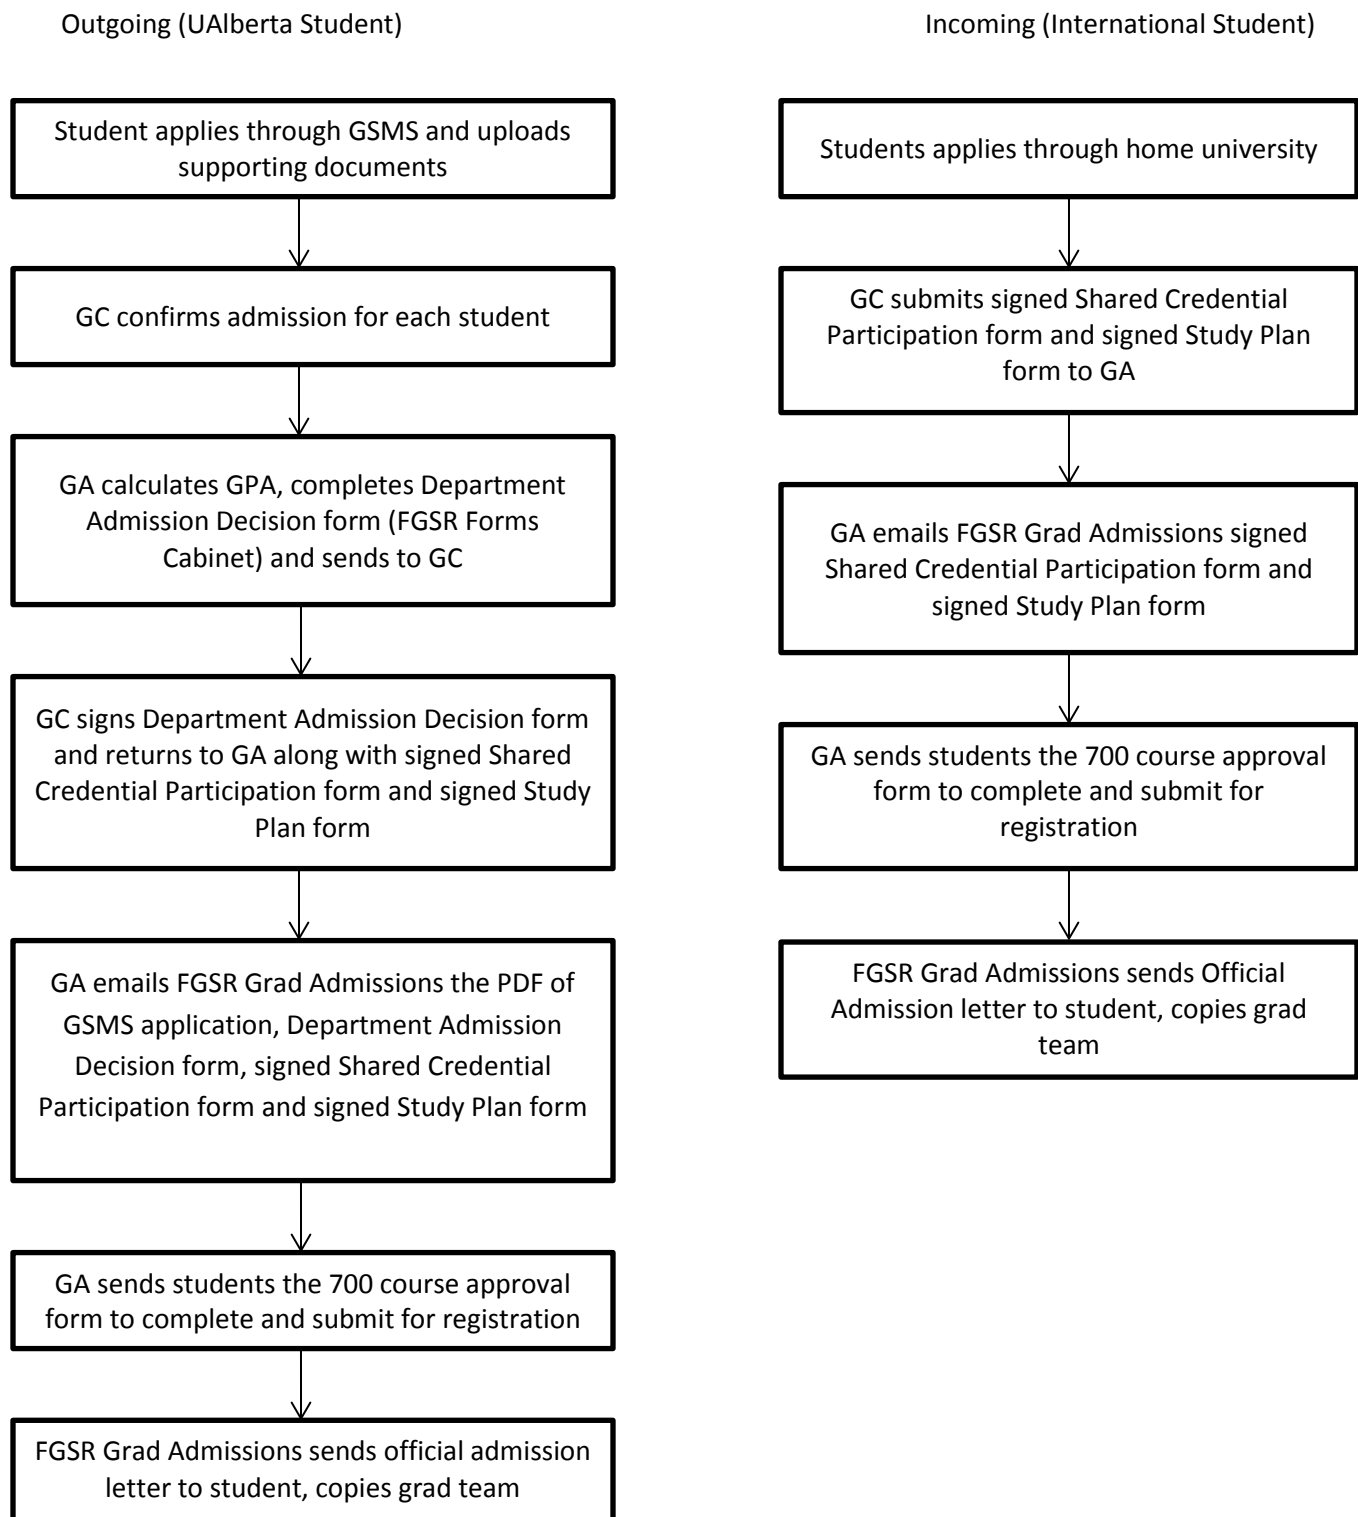 Outgoing (UAlberta Student)
Student applies through GSMS and uploads
supporting documents
GC confirms admission for each student
GA calculates GPA, completes Department
Admission Decision form (FGSR Forms
Cabinet) and sends to GC
GC signs Department Admission Decision form
and returns to GA along with signed Shared
Credential Participation form and signed Study
Plan form
GA emails FGSR Grad Admissions the PDF of
GSMS application, Department Admission
Decision form, signed Shared Credential
Participation form and signed Study Plan form
GA sends students the 700 course approval
form to complete and submit for registration
FGSR Grad Admissions sends official admission
letter to student, copies grad team
Incoming (International Student)
Students applies through home university
GC submits signed Shared Credential
Participation form and signed Study Plan
form to GA
GA emails FGSR Grad Admissions signed
Shared Credential Participation form and
signed Study Plan form
GA sends students the 700 course approval
form to complete and submit for
registration
FGSR Grad Admissions sends Official
Admission letter to student, copies grad
team